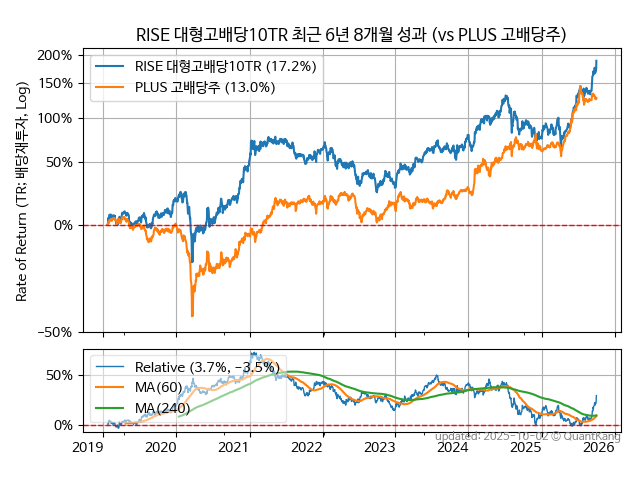 RISE 대형고배당10TR 최근 6년 8개월 성과 (vs PLUS 고배당주)
Rate of Return (TR: 배당재투자, Log)
200%
150%
100%
50%
0%
−50%
RISE 대형고배당10TR (17.2%)
PLUS 고배당주 (13.0%)
50%
0%
Relative (3.7%, −3.5%)
MA(60)
MA(240)
2019 2020 2021 2022 2023 2024 2025 2026
updated: 2025-10-02 © QuantKang